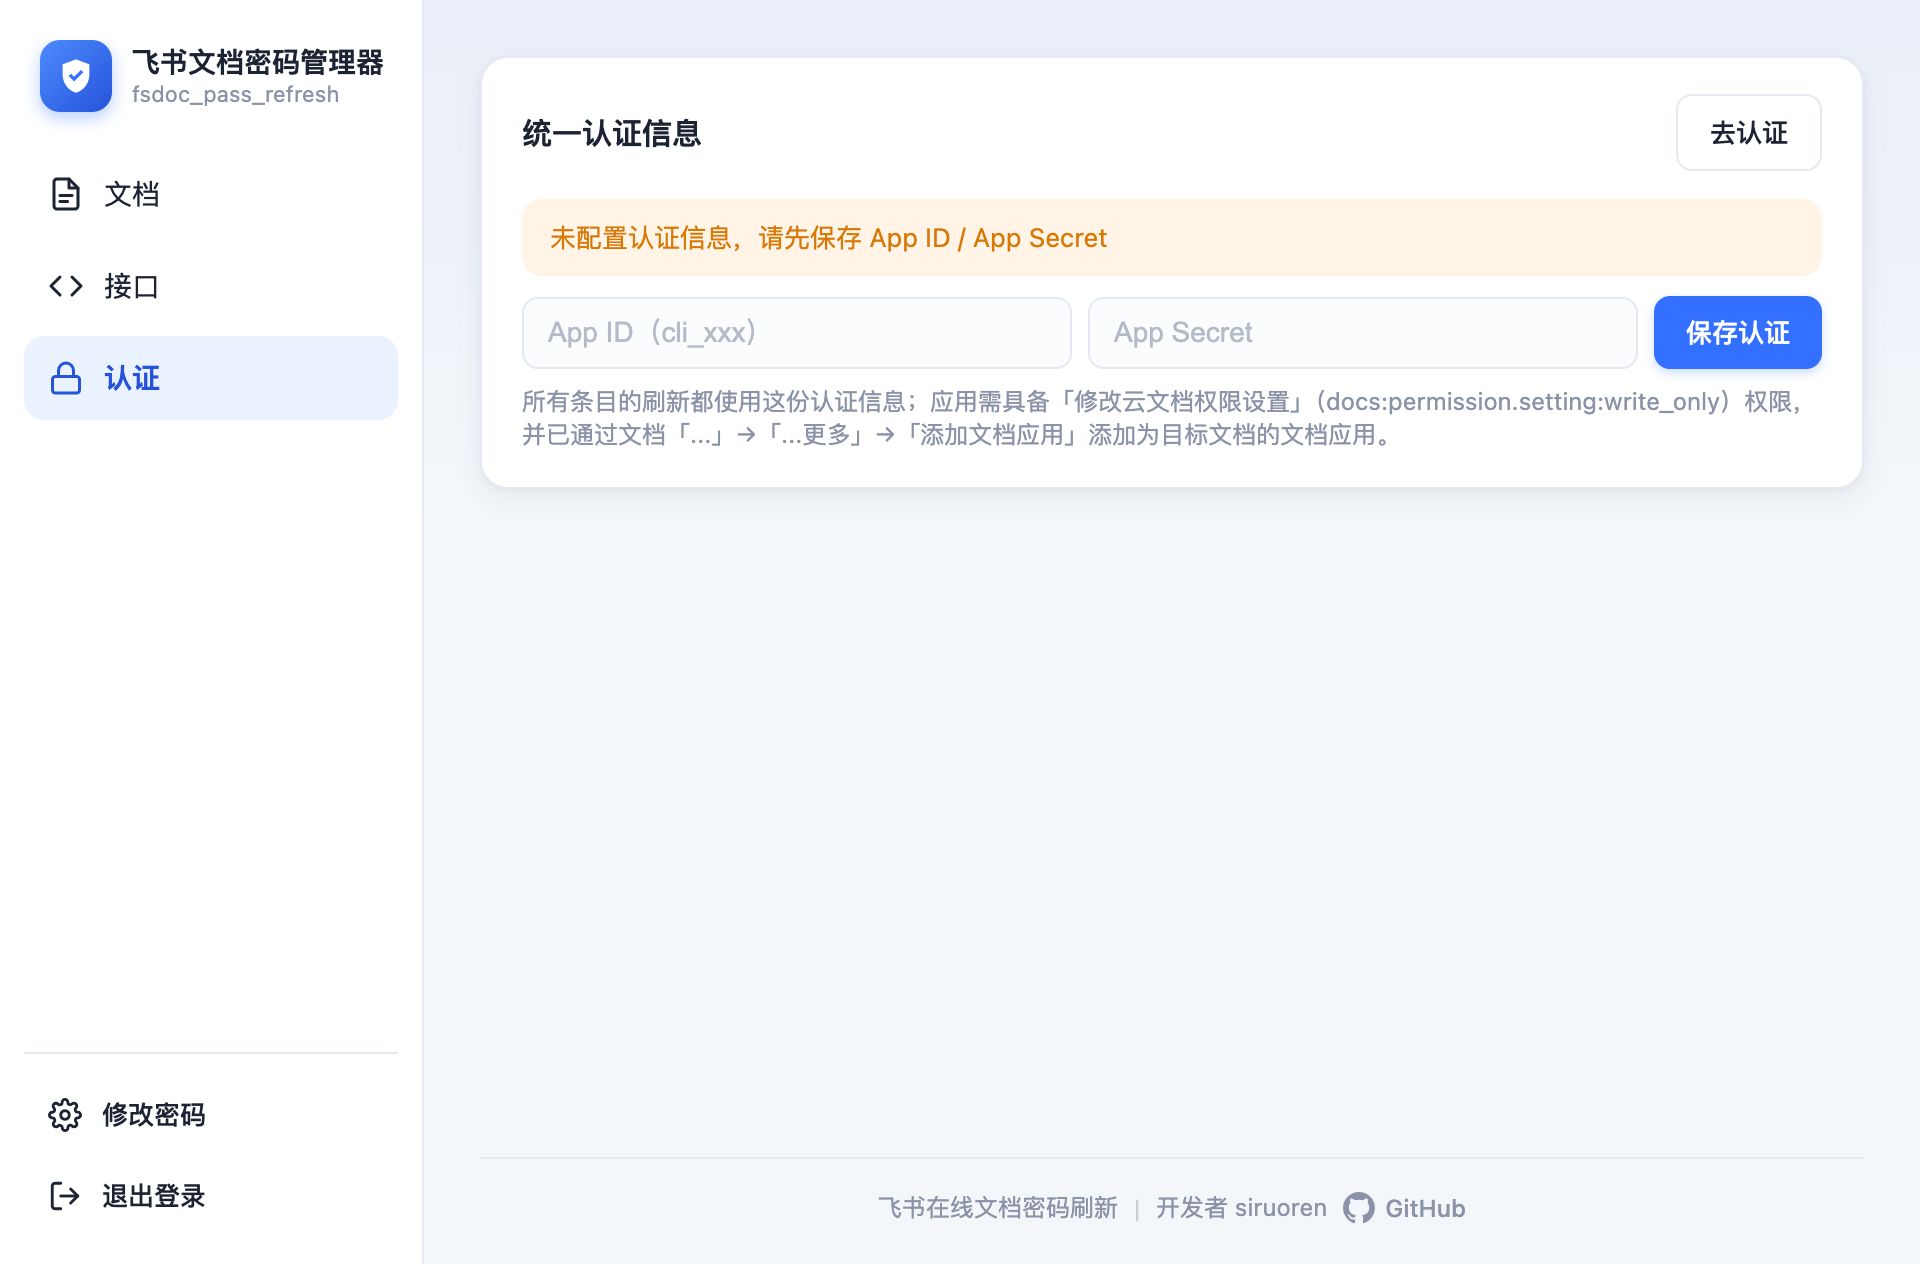 飞书文档密码管理器
fsdoc_pass_refresh
文档
接口
认证
修改密码
退出登录
统一认证信息
去认证
未配置认证信息，请先保存 App ID / App Secret
App ID（cli_xxx）
App Secret
保存认证
所有条目的刷新都使用这份认证信息；应用需具备「修改云文档权限设置」（docs:permission.setting:write_only）权限，
并已通过文档「…」→「…更多」→「添加文档应用」添加为目标文档的文档应用。
飞书在线文档密码刷新 | 开发者 siruoren GitHub